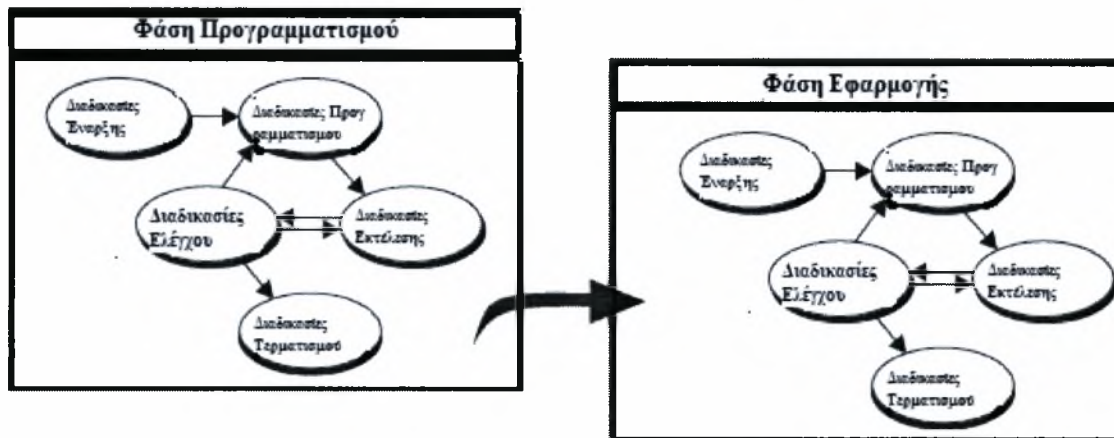 Φάση Προγραμματισμού
Διαδικασίες
Έναρξης
Διαδικασίες Προγ
ραμματισμού
Διαδικασίες
Ελέγχου
Διαδικασίες
Εκτέλεσης
Διαδικασίες
Τερματισμού
Φάση Εφαρμογής
Διαδικασίες
Έναρξης
Διαδικασίες Προγ
ραμματισμού
Διαδικασίες
Ελέγχου
Διαδικασίες
Εκτέλεσης
Διαδικασίες
Τερματισμού